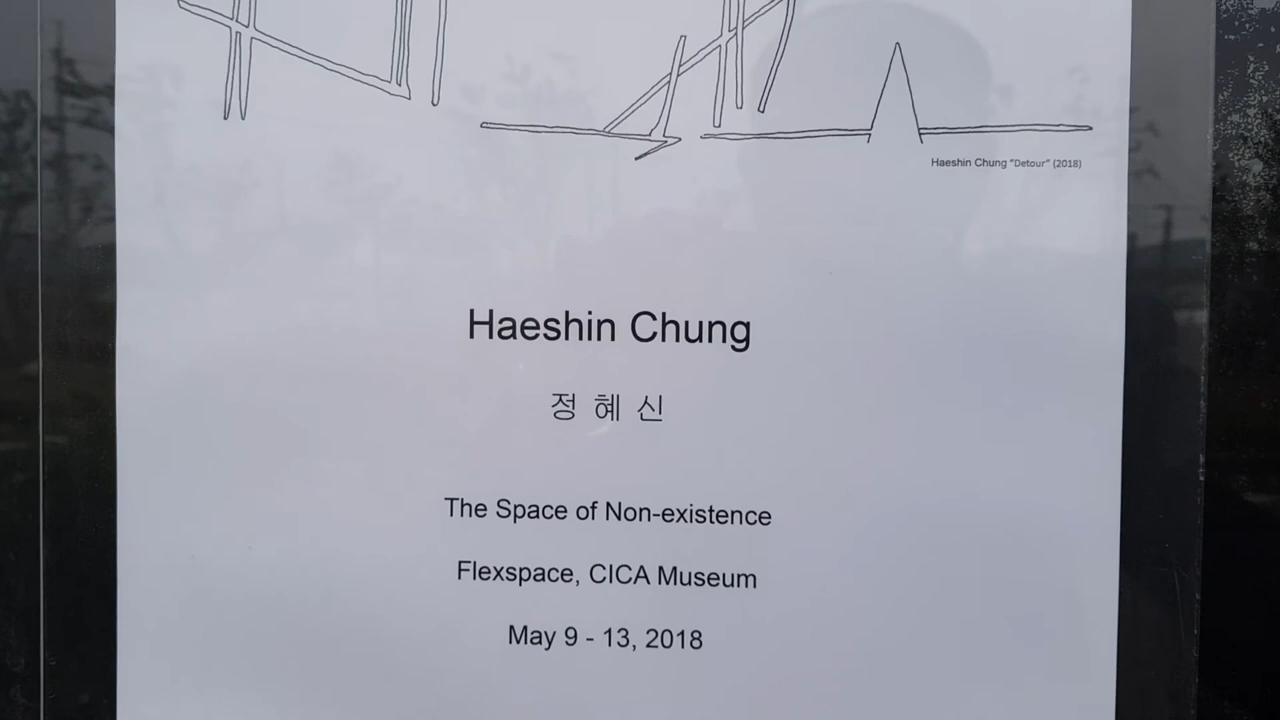 Haeshin Chung "Detour" (2018)
Haeshin Chung
정 혜 신
The Space of Non-existence
Flexspace, CICA Museum
May 9 - 13, 2018